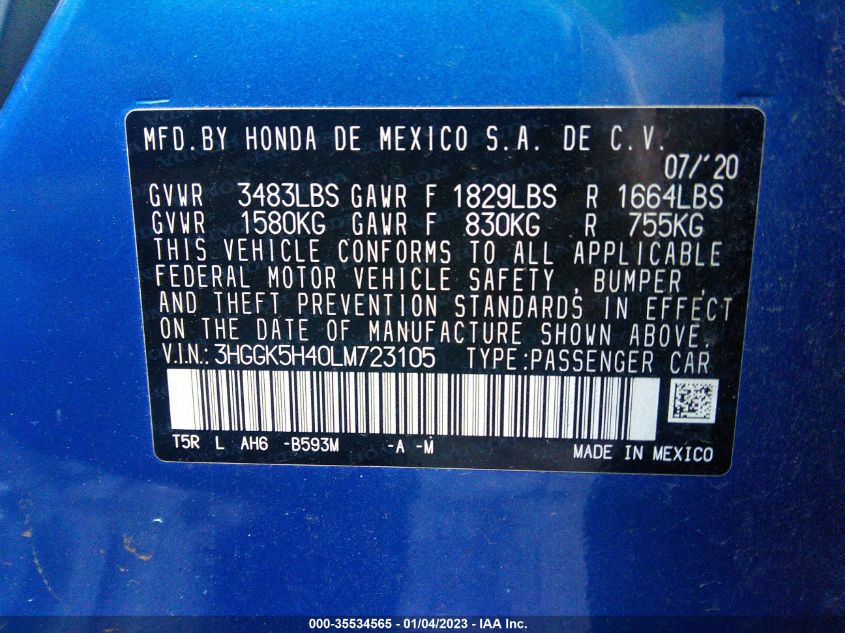 MFD.BY HONDA DE MEXICO S.A. DE C.V.
07/'20
GVWR 3483LBS GAWR F 1829LBS R 1664LBS
GVWR 1580KG GAWR F 830KG R 755KG
THIS VEHICLE CONFORMS TO ALL APPLICABLE
FEDERAL MOTOR VEHICLE SAFETY, BUMPER,
AND THEFT PREVENTION STANDARDS IN EFFECT
ON THE DATE OF MANUFACTURE SHOWN ABOVE.
V.I.N.: 3HGGK5H40LM723105 TYPE:PASSENGER CAR
T5R L AH6 -B593M -A -M MADE IN MEXICO
000-35534565 | 01/04/2023 | IAA Inc.